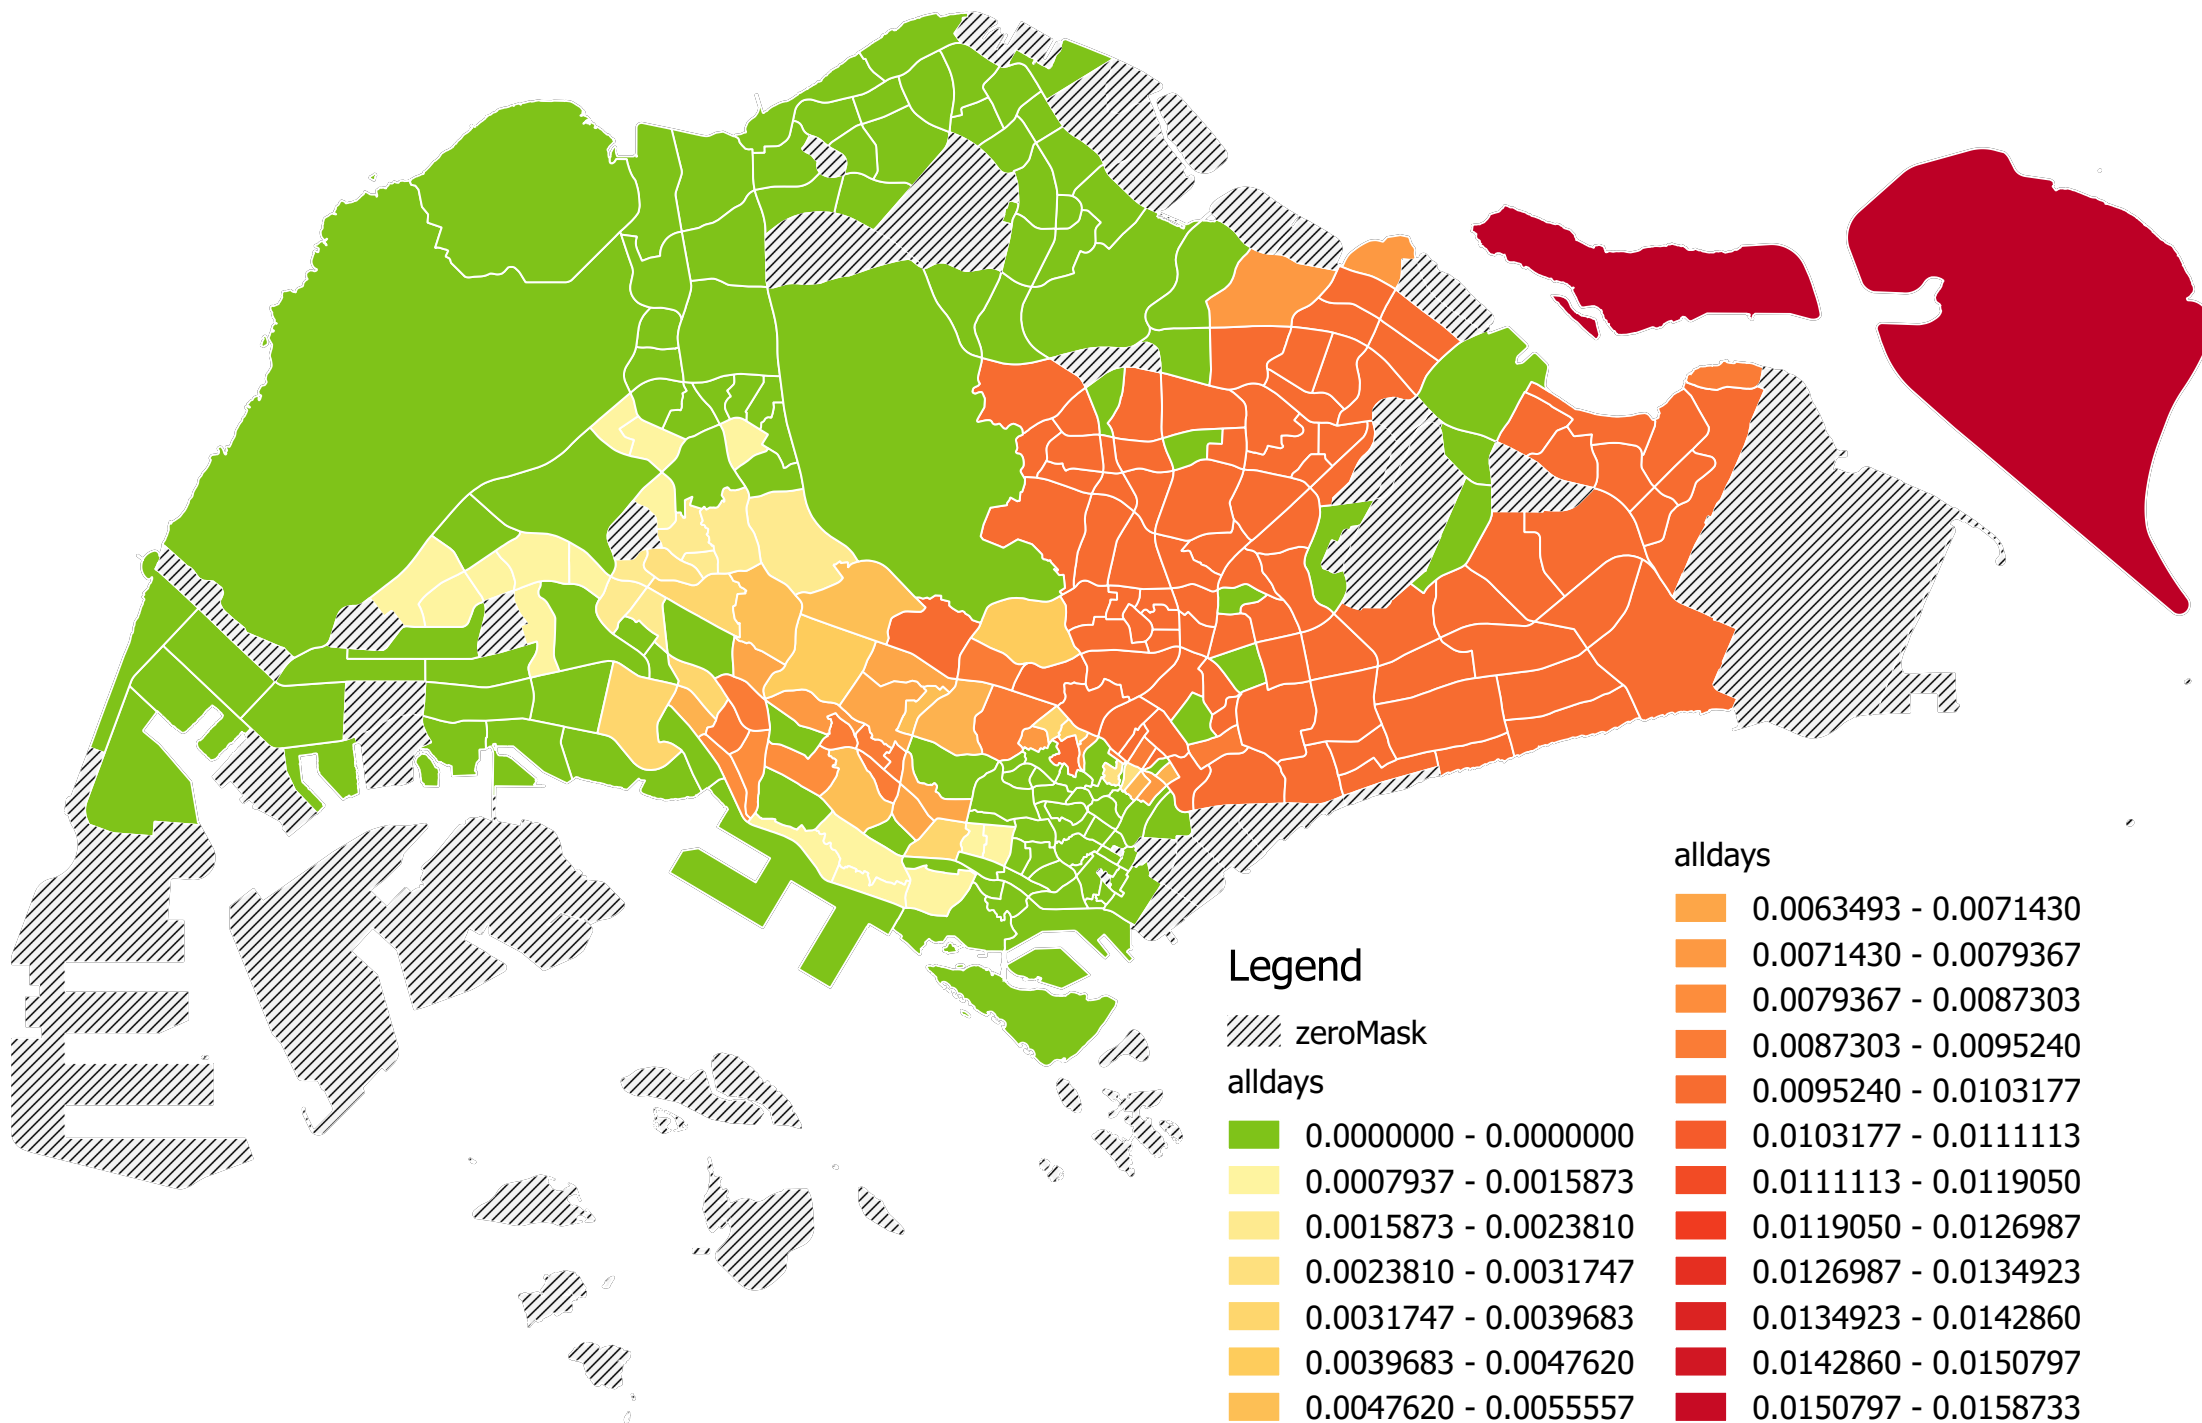 Legend
zeroMask
alldays
0.0000000 - 0.0000000
0.0007937 - 0.0015873
0.0015873 - 0.0023810
0.0023810 - 0.0031747
0.0031747 - 0.0039683
0.0039683 - 0.0047620
0.0047620 - 0.0055557
alldays
0.0063493 - 0.0071430
0.0071430 - 0.0079367
0.0079367 - 0.0087303
0.0087303 - 0.0095240
0.0095240 - 0.0103177
0.0103177 - 0.0111113
0.0111113 - 0.0119050
0.0119050 - 0.0126987
0.0126987 - 0.0134923
0.0134923 - 0.0142860
0.0142860 - 0.0150797
0.0150797 - 0.0158733